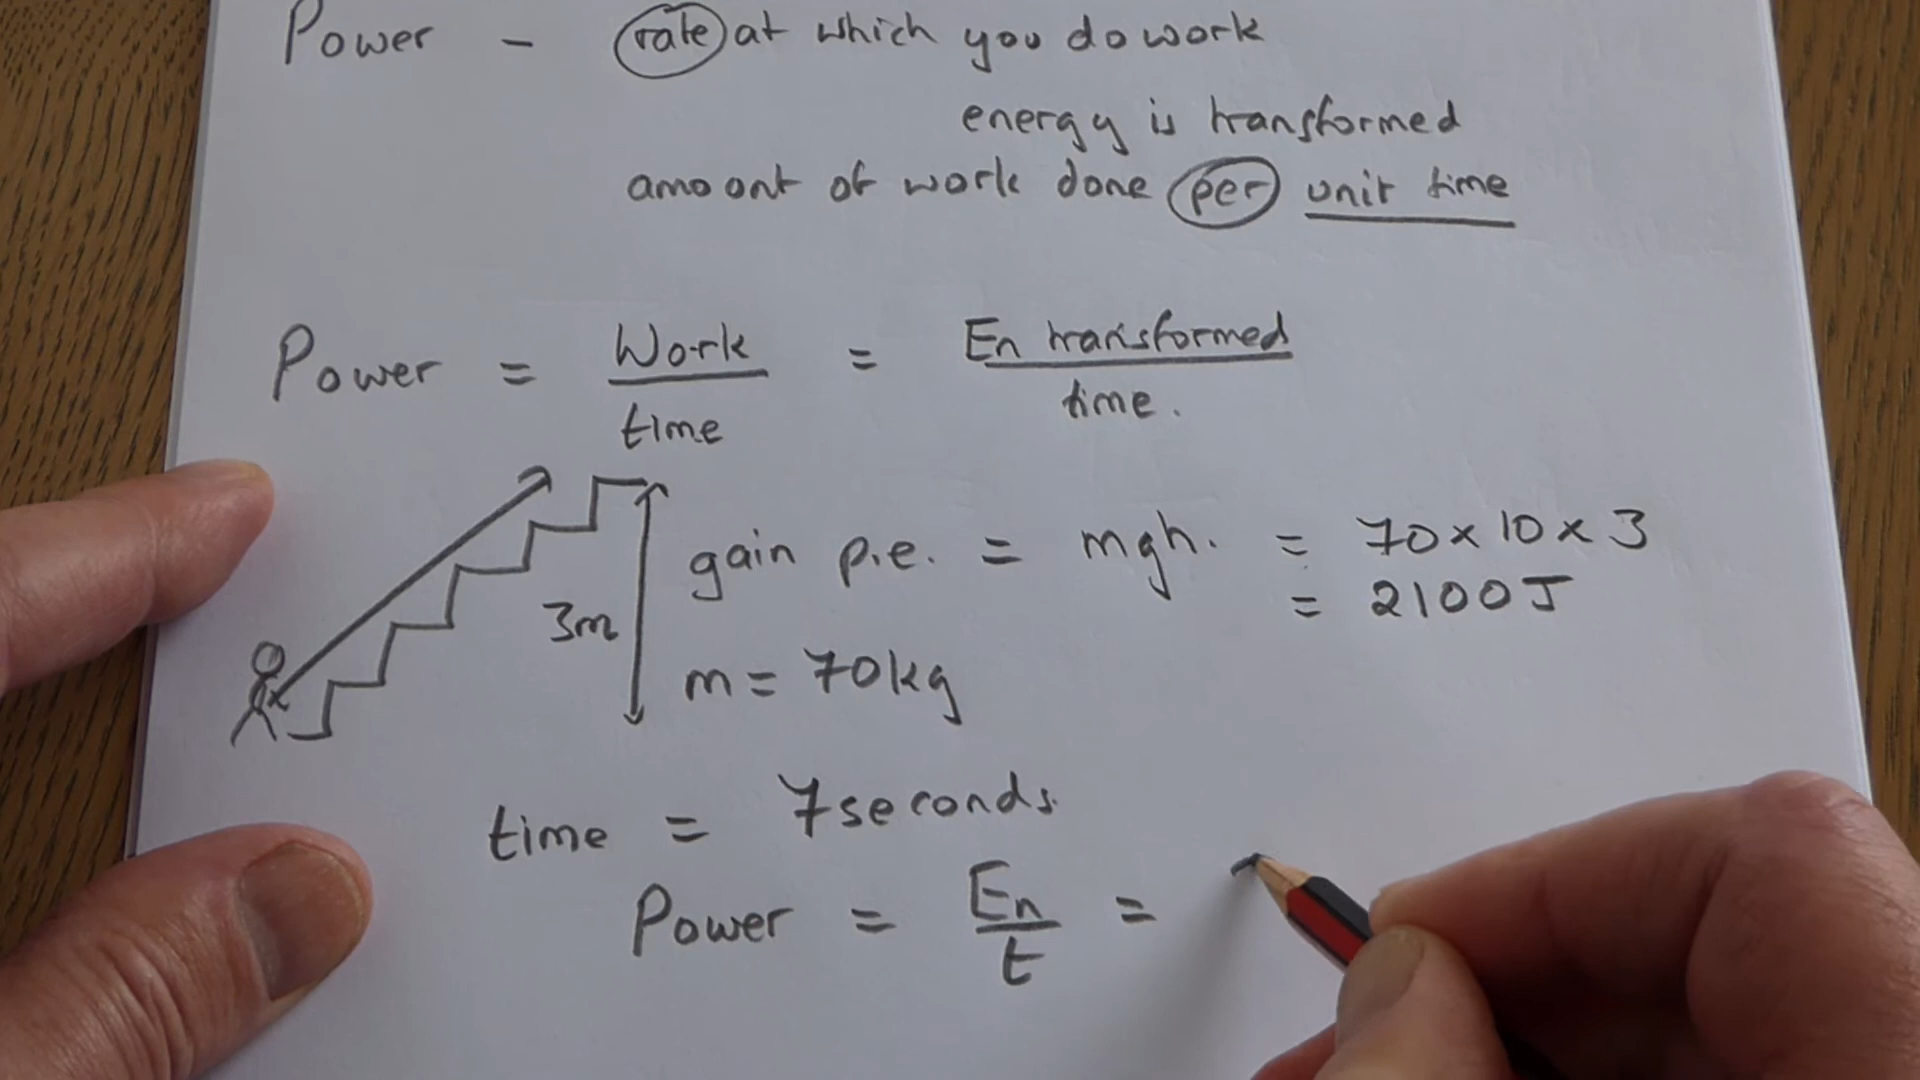 Power - rate at which you do work
energy is transformed
amount of work done per unit time
Power = Work / time = En transformed / time.
gain p.e. = mgh. = 70 x 10 x 3
= 2100J
3m
m = 70kg
time = 7 seconds.
Power = En / t =